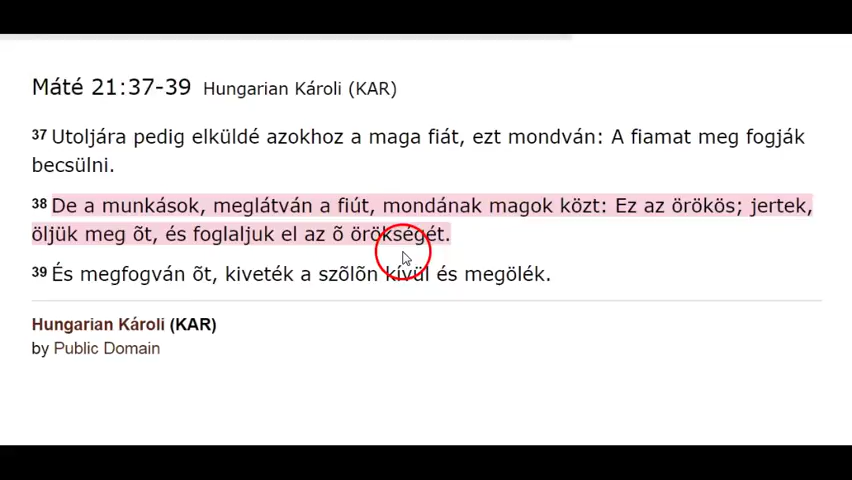 Máté 21:37-39 Hungarian Károli (KAR)
37 Utoljára pedig elküldé azokhoz a maga fiát, ezt mondván: A fiamat meg fogják
becsülni.
38 De a munkások, meglátván a fiút, mondának magok közt: Ez az örökös; jertek,
öljük meg õt, és foglaljuk el az õ örökségét.
39 És megfogván õt, kiveték a szõlõn kívül és megölék.
Hungarian Károli (KAR)
by Public Domain